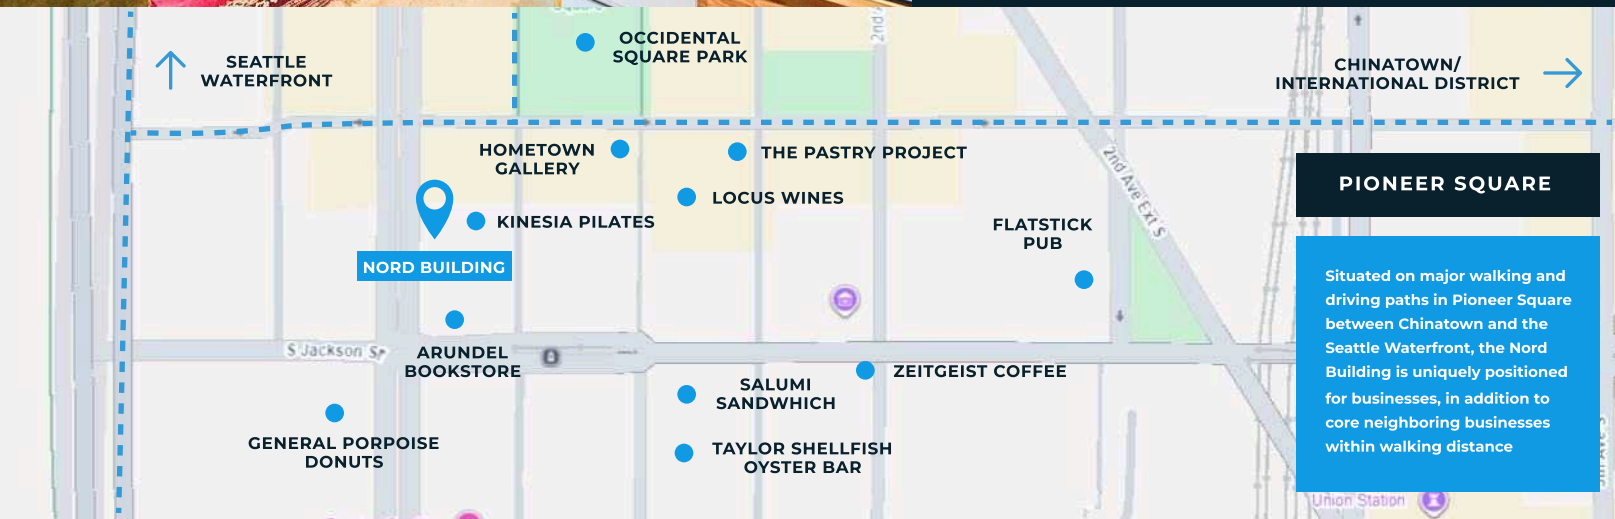 OCCIDENTAL
SQUARE PARK
2nd
SEATTLE
WATERFRONT
CHINATOWN/
INTERNATIONAL DISTRICT
HOMETOWN
GALLERY
THE PASTRY PROJECT
2nd Ave Ext S
PIONEER SQUARE
LOCUS WINES
KINESIA PILATES
FLATSTICK
PUB
NORD BUILDING
Situated on major walking and
driving paths in Pioneer Square
between Chinatown and the
Seattle Waterfront, the Nord
Building is uniquely positioned
for businesses, in addition to
core neighboring businesses
within walking distance
S Jackson St
ARUNDEL
BOOKSTORE
ZEITGEIST COFFEE
SALUMI
SANDWHICH
GENERAL PORPOISE
DONUTS
TAYLOR SHELLFISH
OYSTER BAR
Union Station